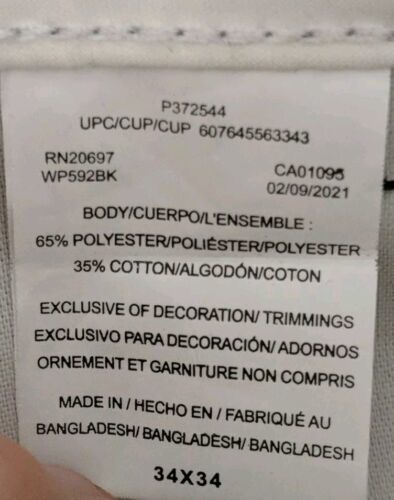 P372544
UPC/CUP/CUP 607645563343
RN20697 CA01095
WP592BK 02/09/2021
BODY/CUERPO/L'ENSEMBLE :
65% POLYESTER/POLIÉSTER/POLYESTER
35% COTTON/ALGODÓN/COTON
EXCLUSIVE OF DECORATION/ TRIMMINGS
EXCLUSIVO PARA DECORACIÓN/ ADORNOS
ORNEMENT ET GARNITURE NON COMPRIS
MADE IN / HECHO EN / FABRIQUÉ AU
BANGLADESH/ BANGLADÈSH/ BANGLADESH
34X34